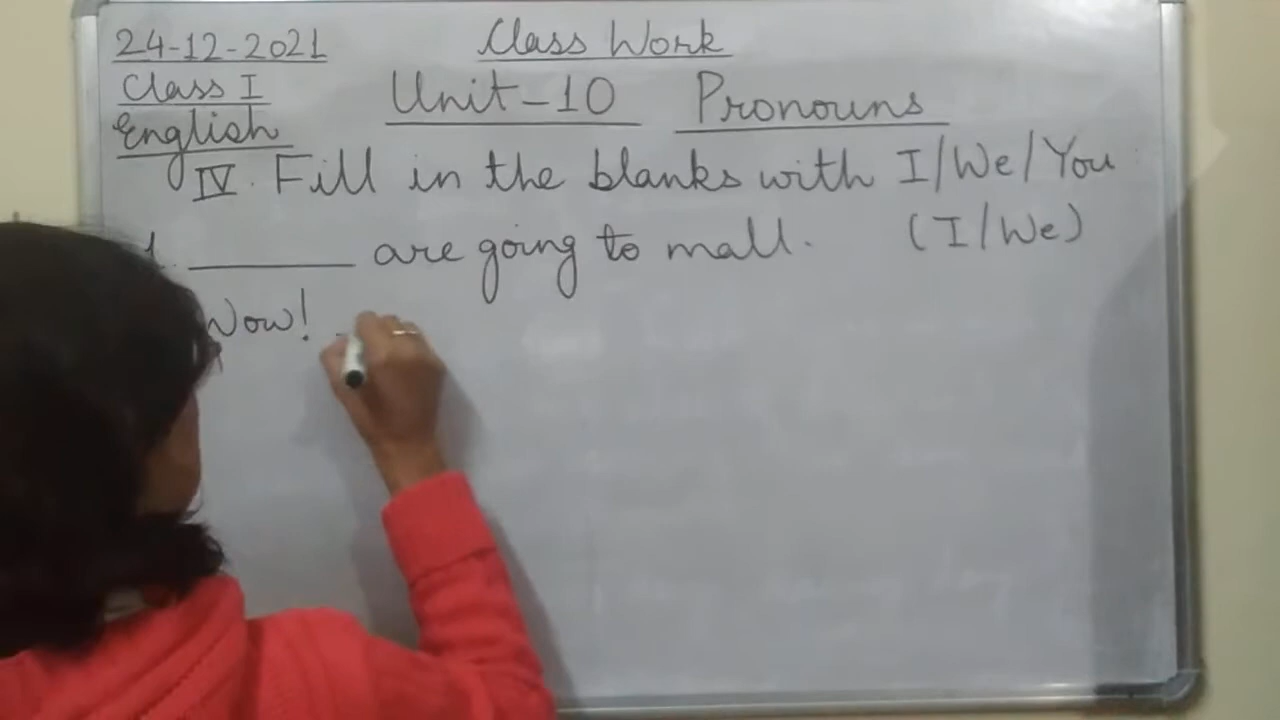 24-12-2021 Class Work
Class I
Unit-10 Pronouns
English
IV. Fill in the blanks with I/We/You
1. ______ are going to mall. (I/We)
Wow!